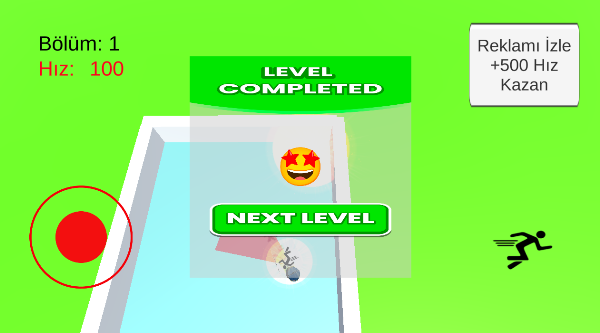 Bölüm: 1
Hız: 100
LEVEL
COMPLETED
NEXT LEVEL
Reklamı İzle
+500 Hız
Kazan